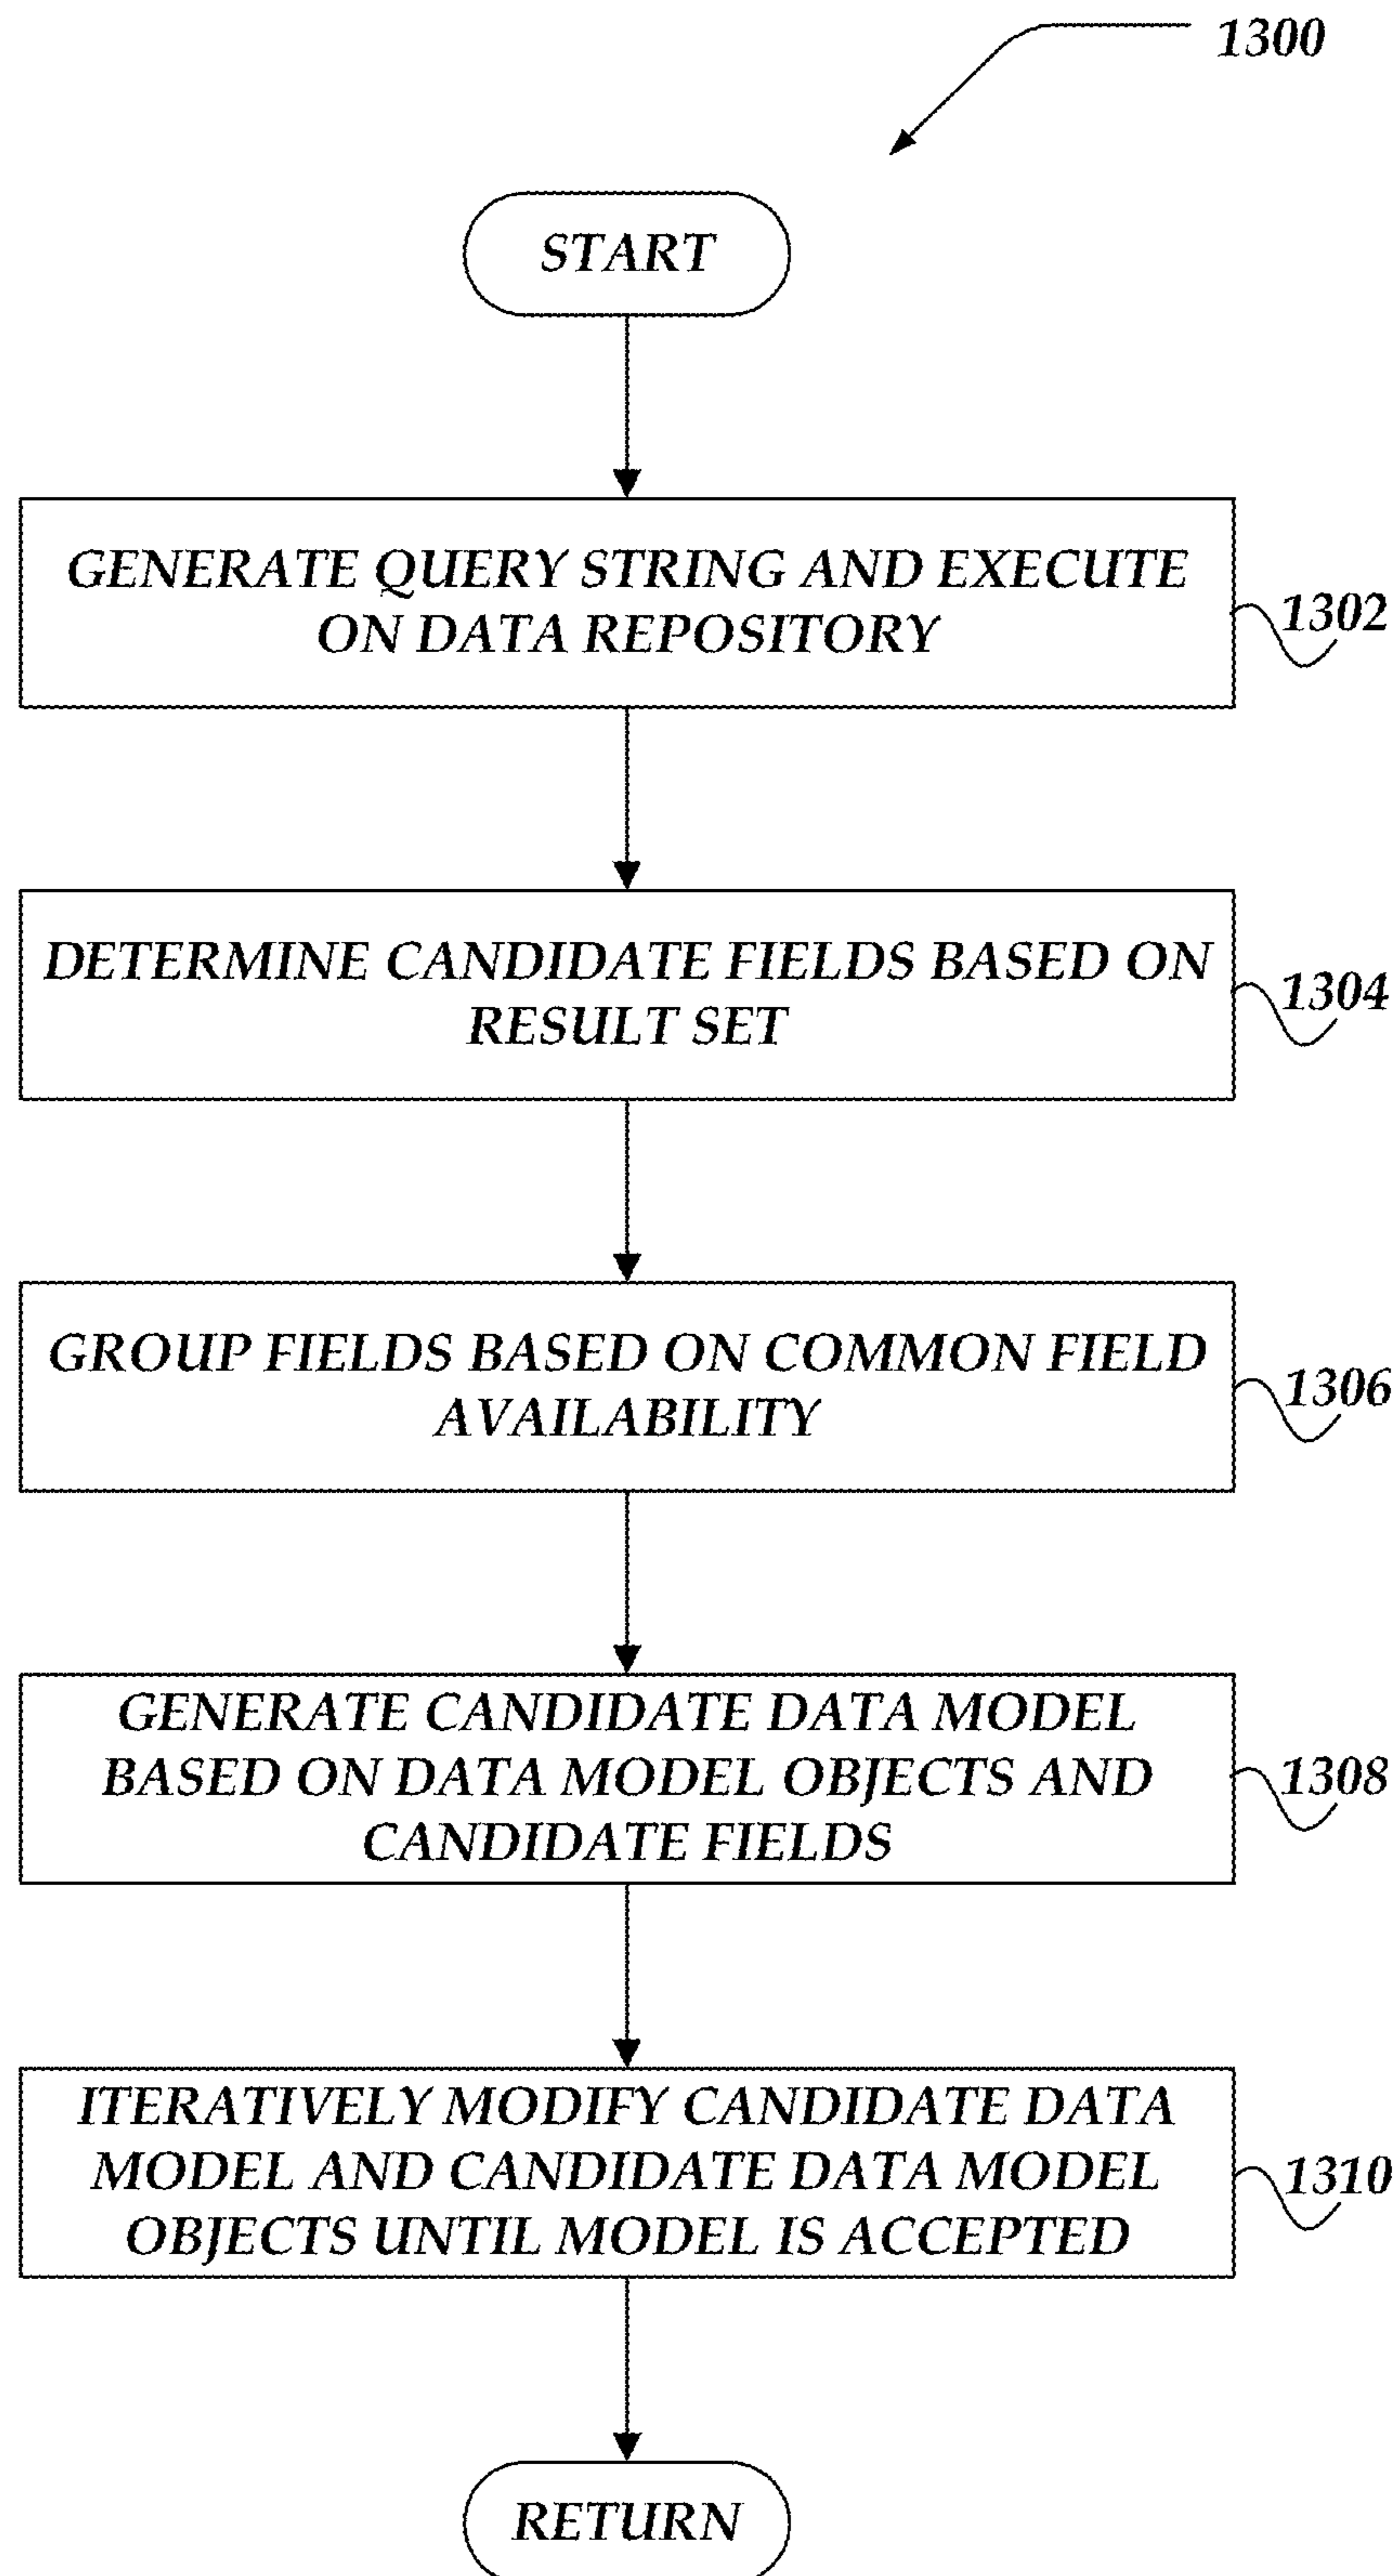 1300
START
GENERATE QUERY STRING AND EXECUTE
ON DATA REPOSITORY
1302
DETERMINE CANDIDATE FIELDS BASED ON
RESULT SET
1304
GROUP FIELDS BASED ON COMMON FIELD
AVAILABILITY
1306
GENERATE CANDIDATE DATA MODEL
BASED ON DATA MODEL OBJECTS AND
CANDIDATE FIELDS
1308
ITERATIVELY MODIFY CANDIDATE DATA
MODEL AND CANDIDATE DATA MODEL
OBJECTS UNTIL MODEL IS ACCEPTED
1310
RETURN